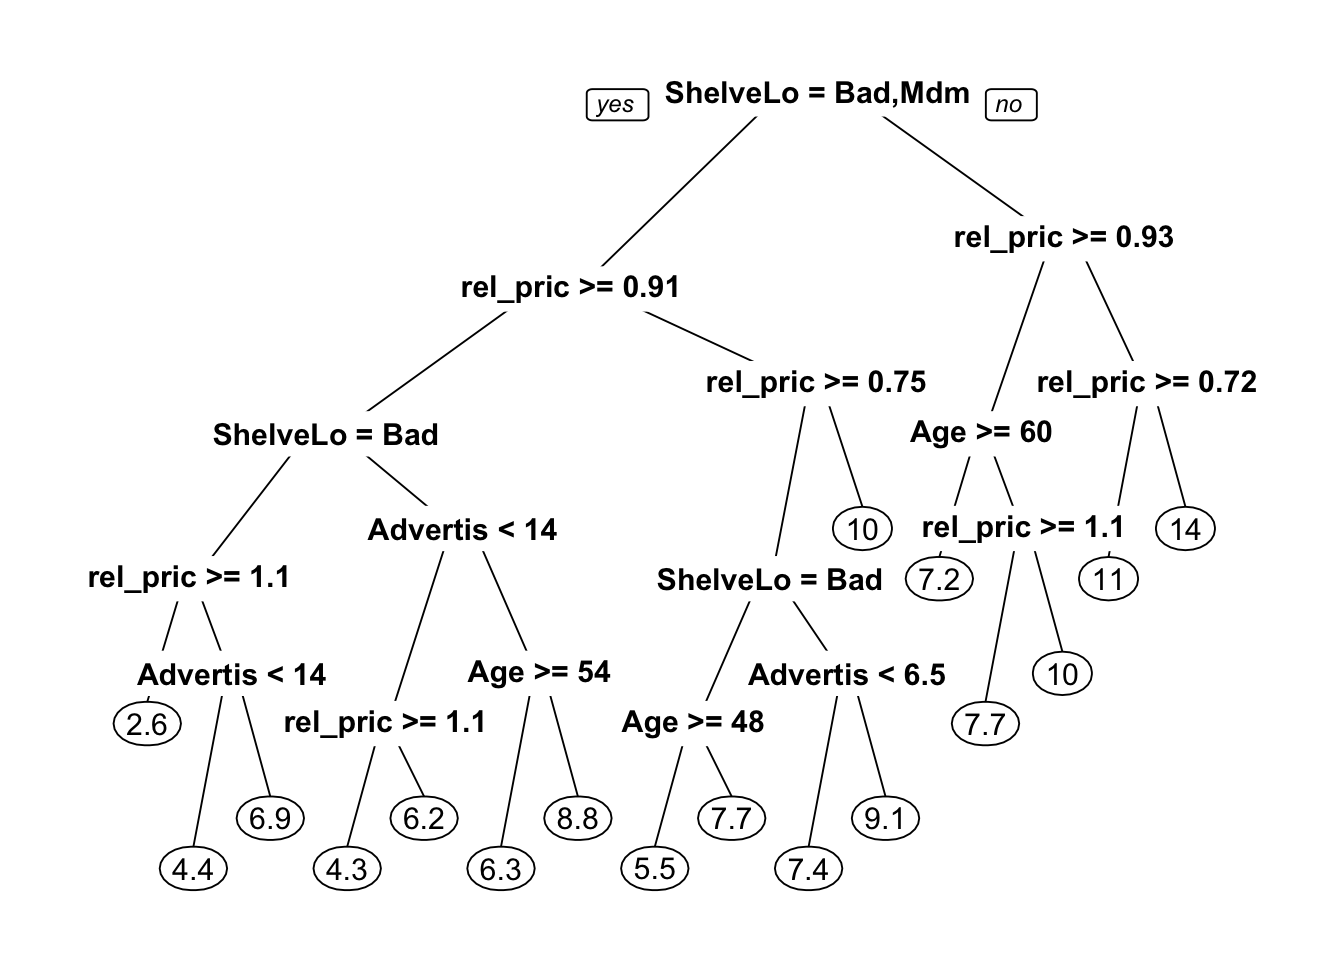 yes ShelveLo = Bad,Mdm no
rel_pric >= 0.93
rel_pric >= 0.91
rel_pric >= 0.75
rel_pric >= 0.72
ShelveLo = Bad
Age >= 60
Advertis < 14
10
rel_pric >= 1.1
14
rel_pric >= 1.1
ShelveLo = Bad
7.2
11
Advertis < 14
Age >= 54
Advertis < 6.5
10
2.6
rel_pric >= 1.1
Age >= 48
7.7
6.9
6.2
8.8
7.7
9.1
4.4
4.3
6.3
5.5
7.4